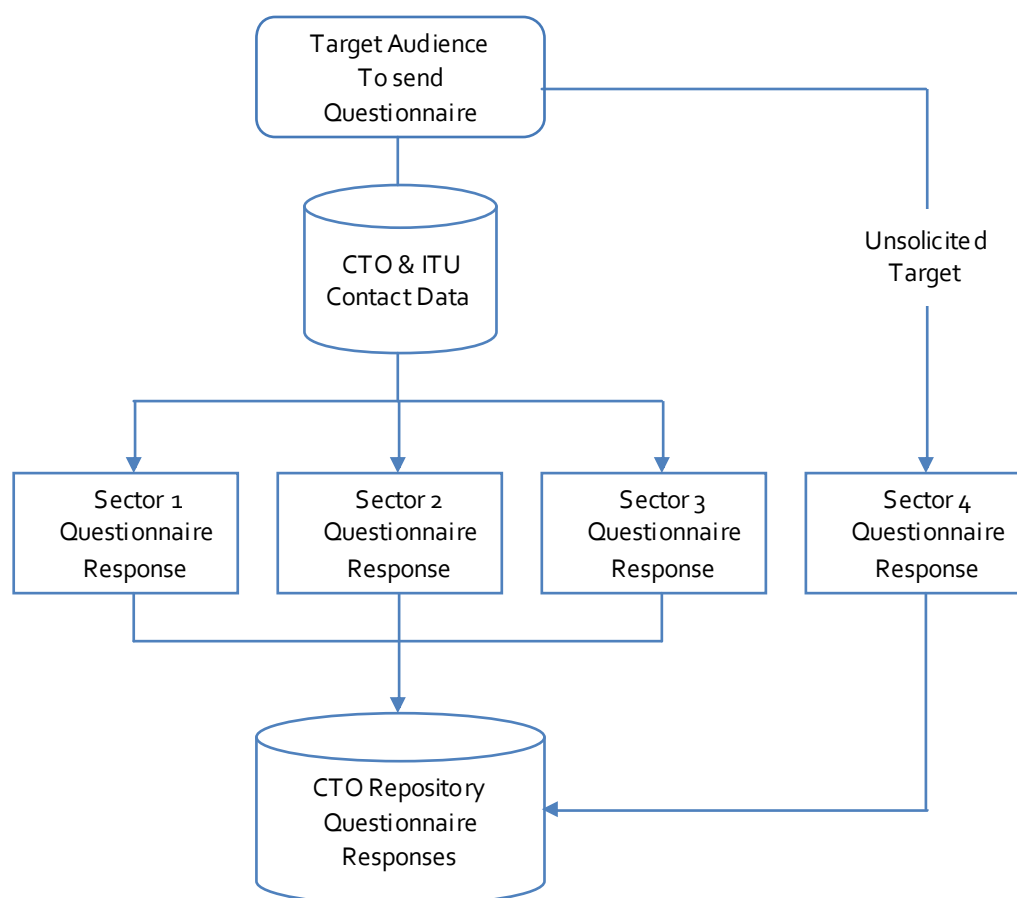 Target Audience
To send
Questionnaire
CTO & ITU
Contact Data
Unsolicited
Target
Sector 1
Questionnaire
Response
Sector 2
Questionnaire
Response
Sector 3
Questionnaire
Response
Sector 4
Questionnaire
Response
CTO Repository
Questionnaire
Responses